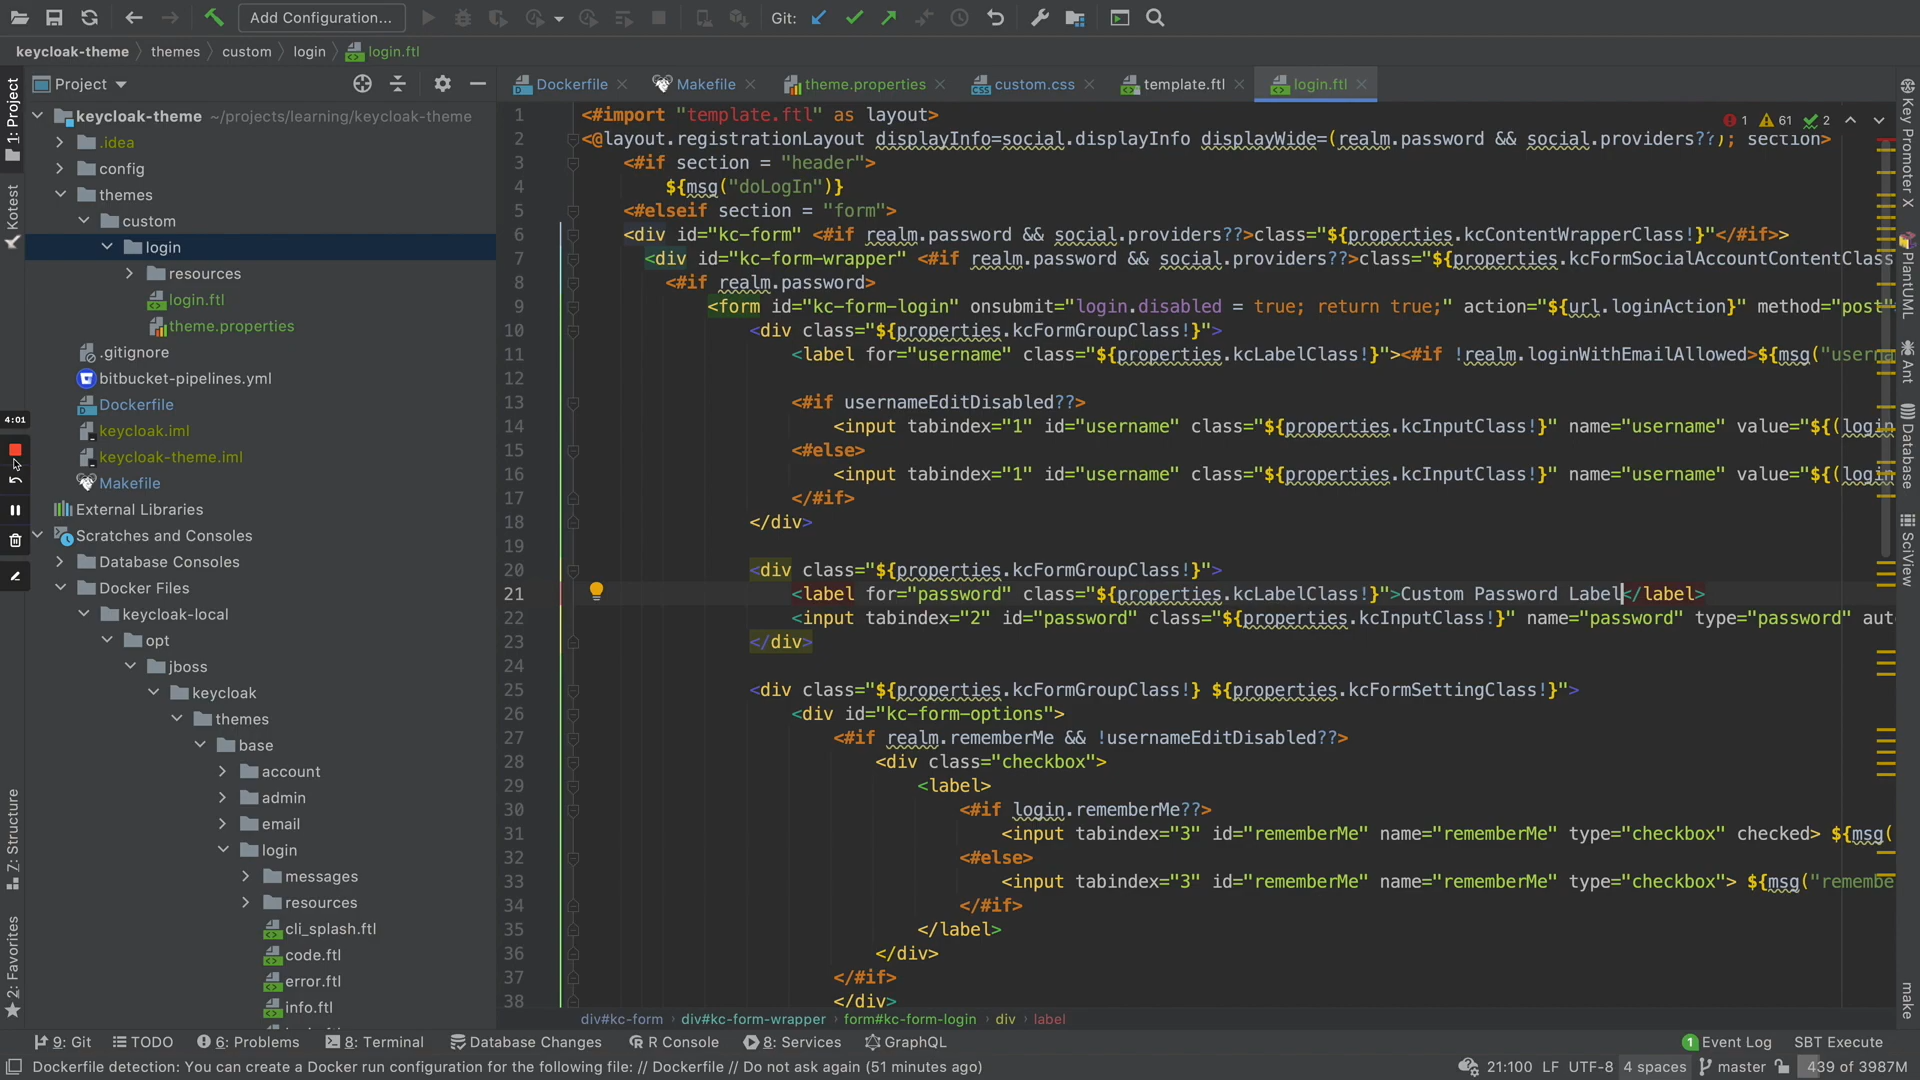 Add Configuration...
Git:
keycloak-theme
themes
custom
login
login.ftl
Project
Dockerfile
Makefile
theme.properties
custom.css
template.ftl
login.ftl
1: Project
Kotest
4:01
Z: Structure
2: Favorites
keycloak-theme ~/projects/learning/keycloak-theme
.idea
config
themes
custom
login
resources
login.ftl
theme.properties
.gitignore
bitbucket-pipelines.yml
Dockerfile
keycloak.iml
keycloak-theme.iml
Makefile
External Libraries
Scratches and Consoles
Database Consoles
Docker Files
keycloak-local
opt
jboss
keycloak
themes
base
account
admin
email
login
messages
resources
cli_splash.ftl
code.ftl
error.ftl
info.ftl
1 61 2
1 <#import "template.ftl" as layout>
2 <@layout.registrationLayout displayInfo=social.displayInfo displayWide=(realm.password && social.providers??); section>
3 <#if section = "header">
4 ${msg("doLogIn")}
5 <#elseif section = "form">
6 <div id="kc-form" <#if realm.password && social.providers??>class="${properties.kcContentWrapperClass!}"</#if>>
7 <div id="kc-form-wrapper" <#if realm.password && social.providers??>class="${properties.kcFormSocialAccountContentClass
8 <#if realm.password>
9 <form id="kc-form-login" onsubmit="login.disabled = true; return true;" action="${url.loginAction}" method="post"
10 <div class="${properties.kcFormGroupClass!}">
11 <label for="username" class="${properties.kcLabelClass!}"><#if !realm.loginWithEmailAllowed>${msg("userna
12
13 <#if usernameEditDisabled??>
14 <input tabindex="1" id="username" class="${properties.kcInputClass!}" name="username" value="${(login
15 <#else>
16 <input tabindex="1" id="username" class="${properties.kcInputClass!}" name="username" value="${(login
17 </#if>
18 </div>
19
20 <div class="${properties.kcFormGroupClass!}">
21 <label for="password" class="${properties.kcLabelClass!}">Custom Password Label</label>
22 <input tabindex="2" id="password" class="${properties.kcInputClass!}" name="password" type="password" aut
23 </div>
24
25 <div class="${properties.kcFormGroupClass!} ${properties.kcFormSettingClass!}">
26 <div id="kc-form-options">
27 <#if realm.rememberMe && !usernameEditDisabled??>
28 <div class="checkbox">
29 <label>
30 <#if login.rememberMe??>
31 <input tabindex="3" id="rememberMe" name="rememberMe" type="checkbox" checked> ${msg(
32 <#else>
33 <input tabindex="3" id="rememberMe" name="rememberMe" type="checkbox"> ${msg("remembe
34 </#if>
35 </label>
36 </div>
37 </#if>
38 </div>
Key Promoter X
PlantUML
Ant
Database
SciView
make
div#kc-form
div#kc-form-wrapper
form#kc-form-login
div
label
9: Git
TODO
6: Problems
8: Terminal
Database Changes
R Console
8: Services
GraphQL
1 Event Log
SBT Execute
Dockerfile detection: You can create a Docker run configuration for the following file: // Dockerfile // Do not ask again (51 minutes ago)
21:100 LF UTF-8 4 spaces master 439 of 3987M